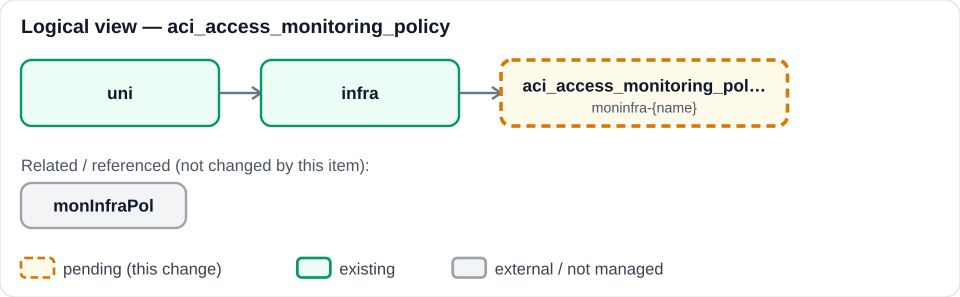 Logical view — aci_access_monitoring_policy
uni
infra
aci_access_monitoring_pol…
moninfra-{name}
Related / referenced (not changed by this item):
monInfraPol
pending (this change)
existing
external / not managed